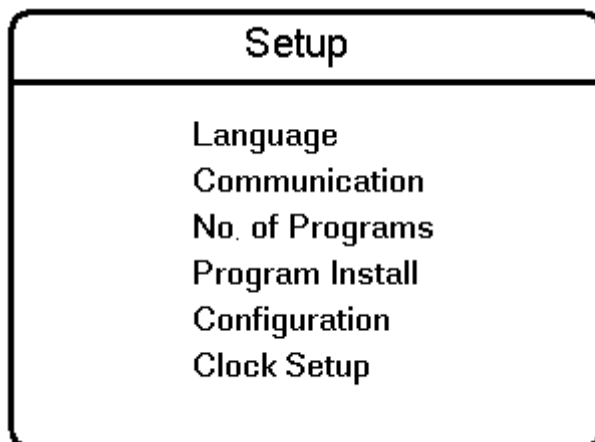 Setup
Language
Communication
No. of Programs
Program Install
Configuration
Clock Setup